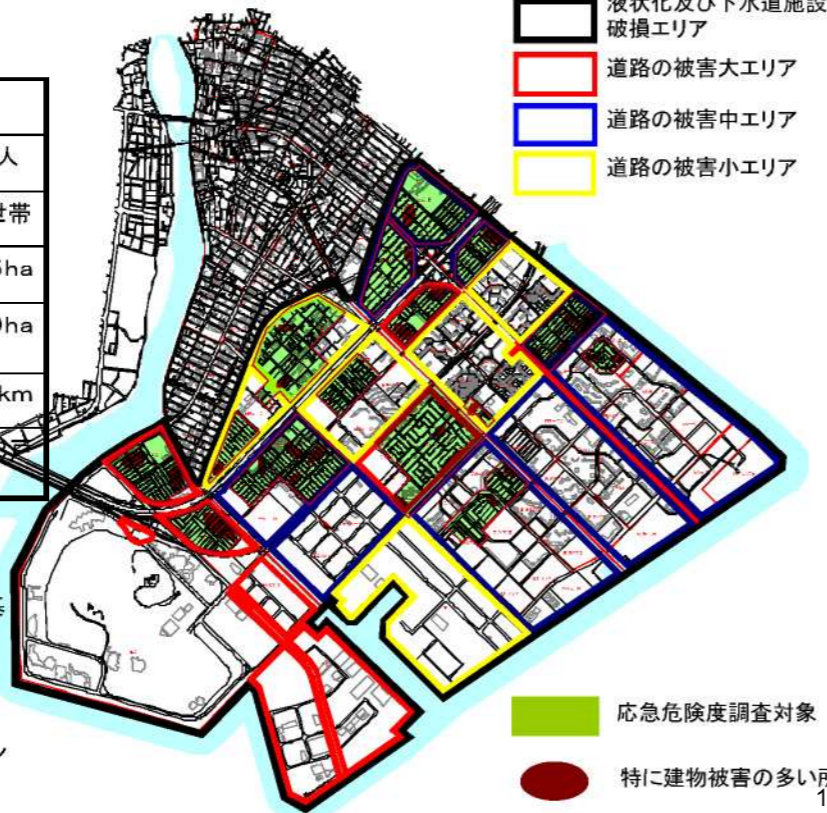 液状化及び下水道施設
破損エリア
道路の被害大エリア
道路の被害中エリア
道路の被害小エリア
人
世帯
ha
ha
km
応急危険度調査対象
特に建物被害の多い所
1